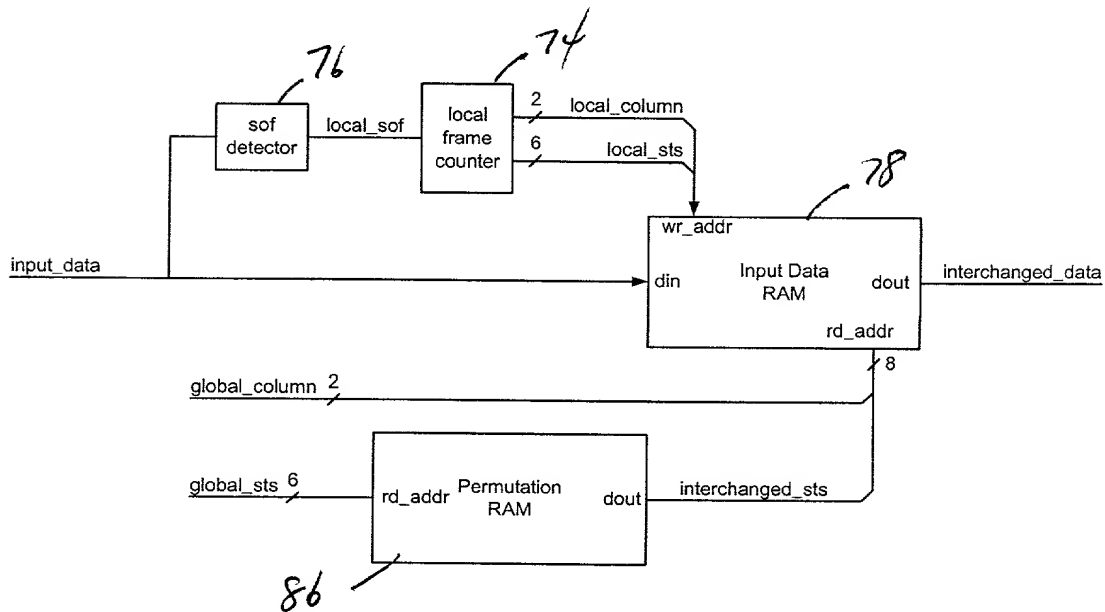 76
74
sof
detector
local_sof
local
frame
counter
2
local_column
6
local_sts
78
wr_addr
input_data
din
Input Data
RAM
dout
interchanged_data
rd_addr
8
global_column
2
global_sts
6
rd_addr
Permutation
RAM
dout
interchanged_sts
86